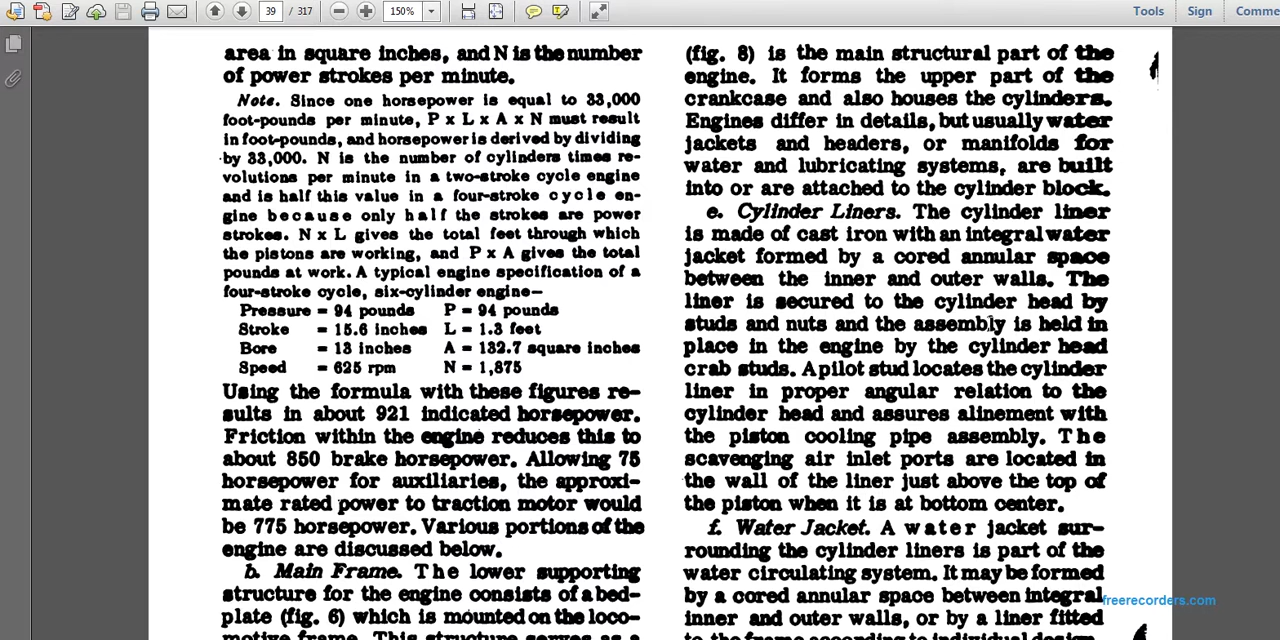 39 / 317
150%
Tools
Sign
Comme
area in square inches, and N is the number
of power strokes per minute.
Note. Since one horsepower is equal to 33,000
foot-pounds per minute, P x L x A x N must result
in foot-pounds, and horsepower is derived by dividing
by 33,000. N is the number of cylinders times re-
volutions per minute in a two-stroke cycle engine
and is half this value in a four-stroke cycle en-
gine because only half the strokes are power
strokes. N x L gives the total feet through which
the pistons are working, and P x A gives the total
pounds at work. A typical engine specification of a
four-stroke cycle, six-cylinder engine—
Pressure = 94 pounds P = 94 pounds
Stroke = 15.6 inches L = 1.3 feet
Bore = 13 inches A = 132.7 square inches
Speed = 625 rpm N = 1,875
Using the formula with these figures re-
sults in about 921 indicated horsepower.
Friction within the engine reduces this to
about 850 brake horsepower. Allowing 75
horsepower for auxiliaries, the approxi-
mate rated power to traction motor would
be 775 horsepower. Various portions of the
engine are discussed below.
b. Main Frame. The lower supporting
structure for the engine consists of a bed-
plate (fig. 6) which is mounted on the loco-
motive frame. This structure serves as a
(fig. 8) is the main structural part of the
engine. It forms the upper part of the
crankcase and also houses the cylinders.
Engines differ in details, but usually water
jackets and headers, or manifolds for
water and lubricating systems, are built
into or are attached to the cylinder block.
e. Cylinder Liners. The cylinder liner
is made of cast iron with an integral water
jacket formed by a cored annular space
between the inner and outer walls. The
liner is secured to the cylinder head by
studs and nuts and the assembly is held in
place in the engine by the cylinder head
crab studs. A pilot stud locates the cylinder
liner in proper angular relation to the
cylinder head and assures alinement with
the piston cooling pipe assembly. The
scavenging air inlet ports are located in
the wall of the liner just above the top of
the piston when it is at bottom center.
f. Water Jacket. A water jacket sur-
rounding the cylinder liners is part of the
water circulating system. It may be formed
by a cored annular space between integral
inner and outer walls, or by a liner fitted
to the frame according to individual design.
freerecorders.com